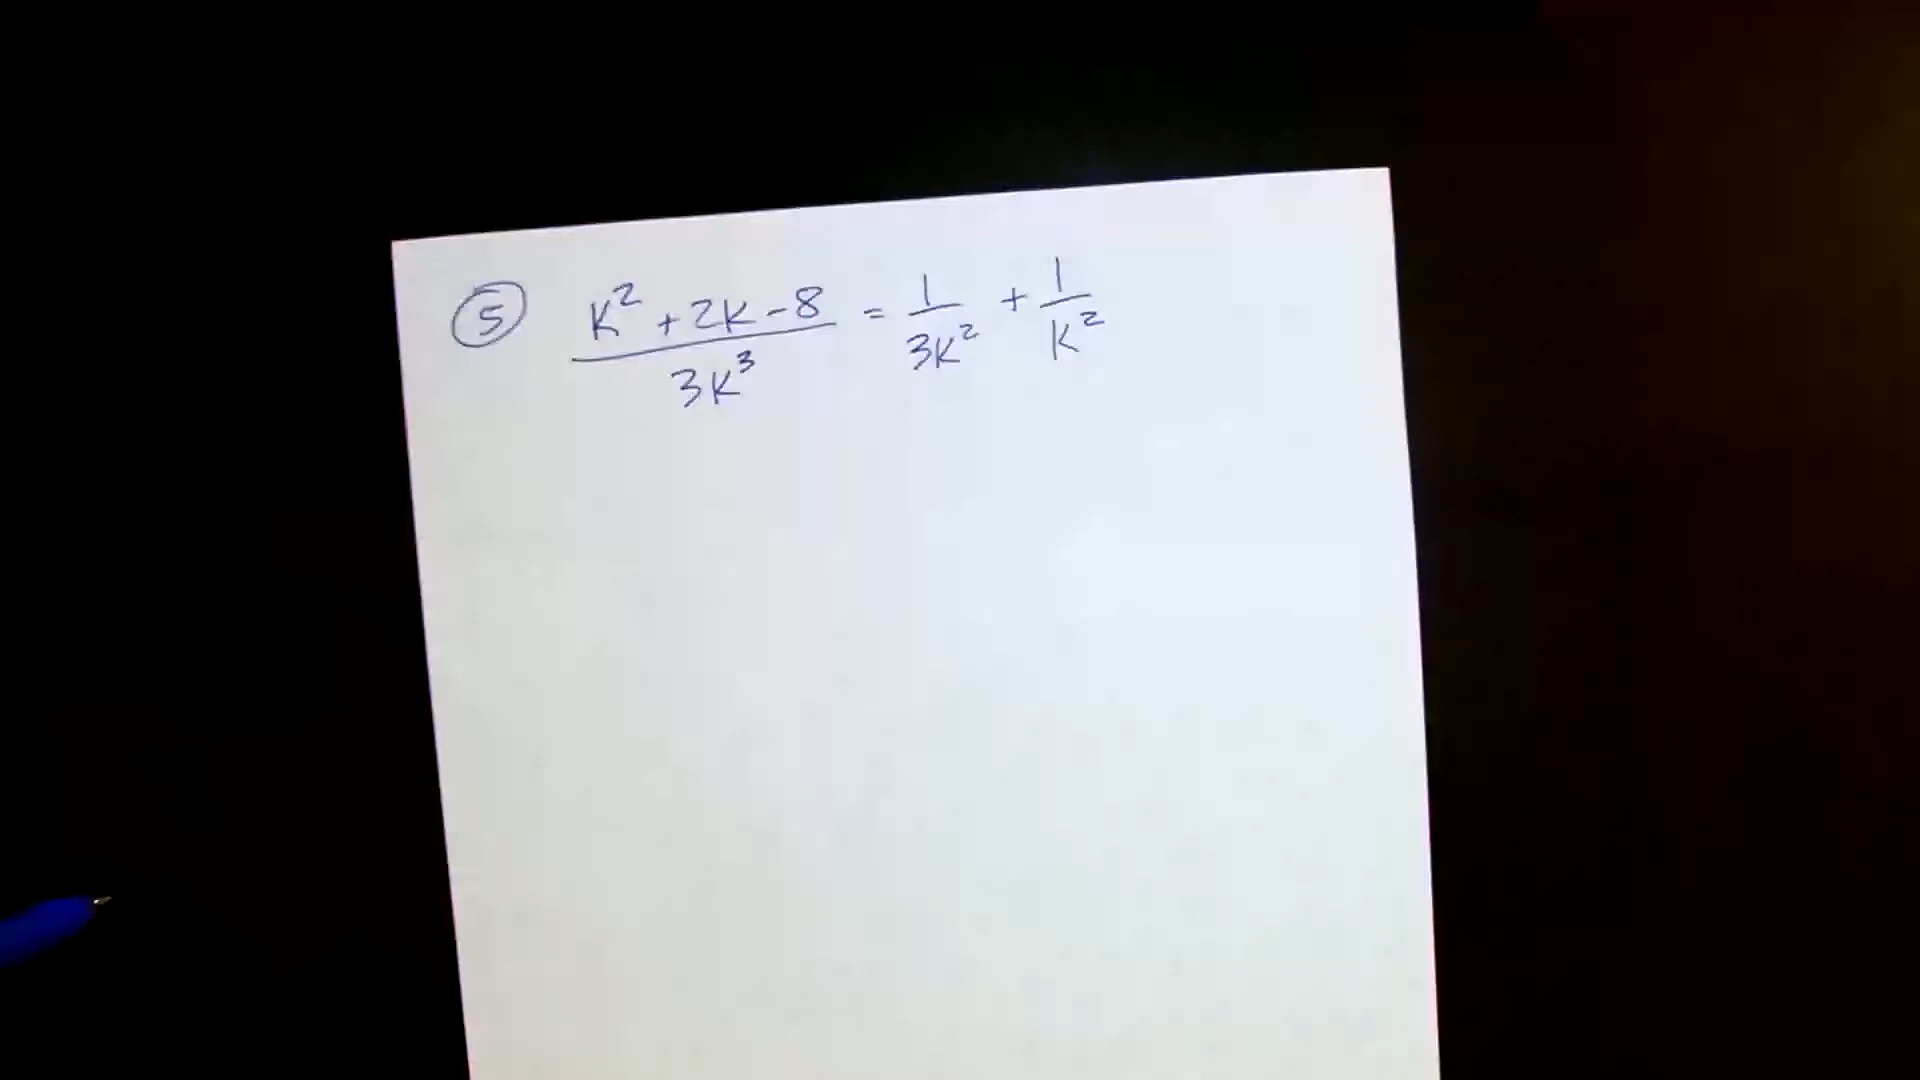 ⑤ (K² + 2K - 8)/(3K³) = 1/(3K²) + 1/K²